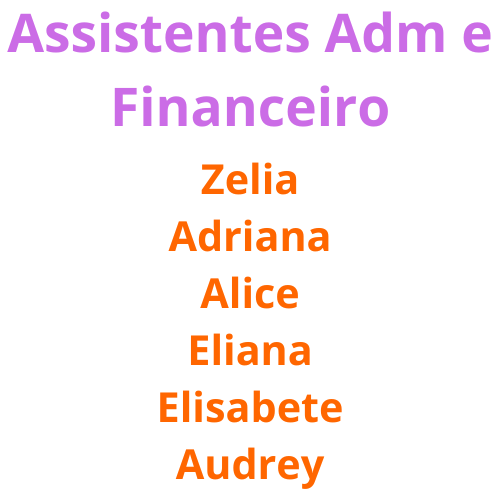 Assistentes Adm e
Financeiro
Zelia
Adriana
Alice
Eliana
Elisabete
Audrey